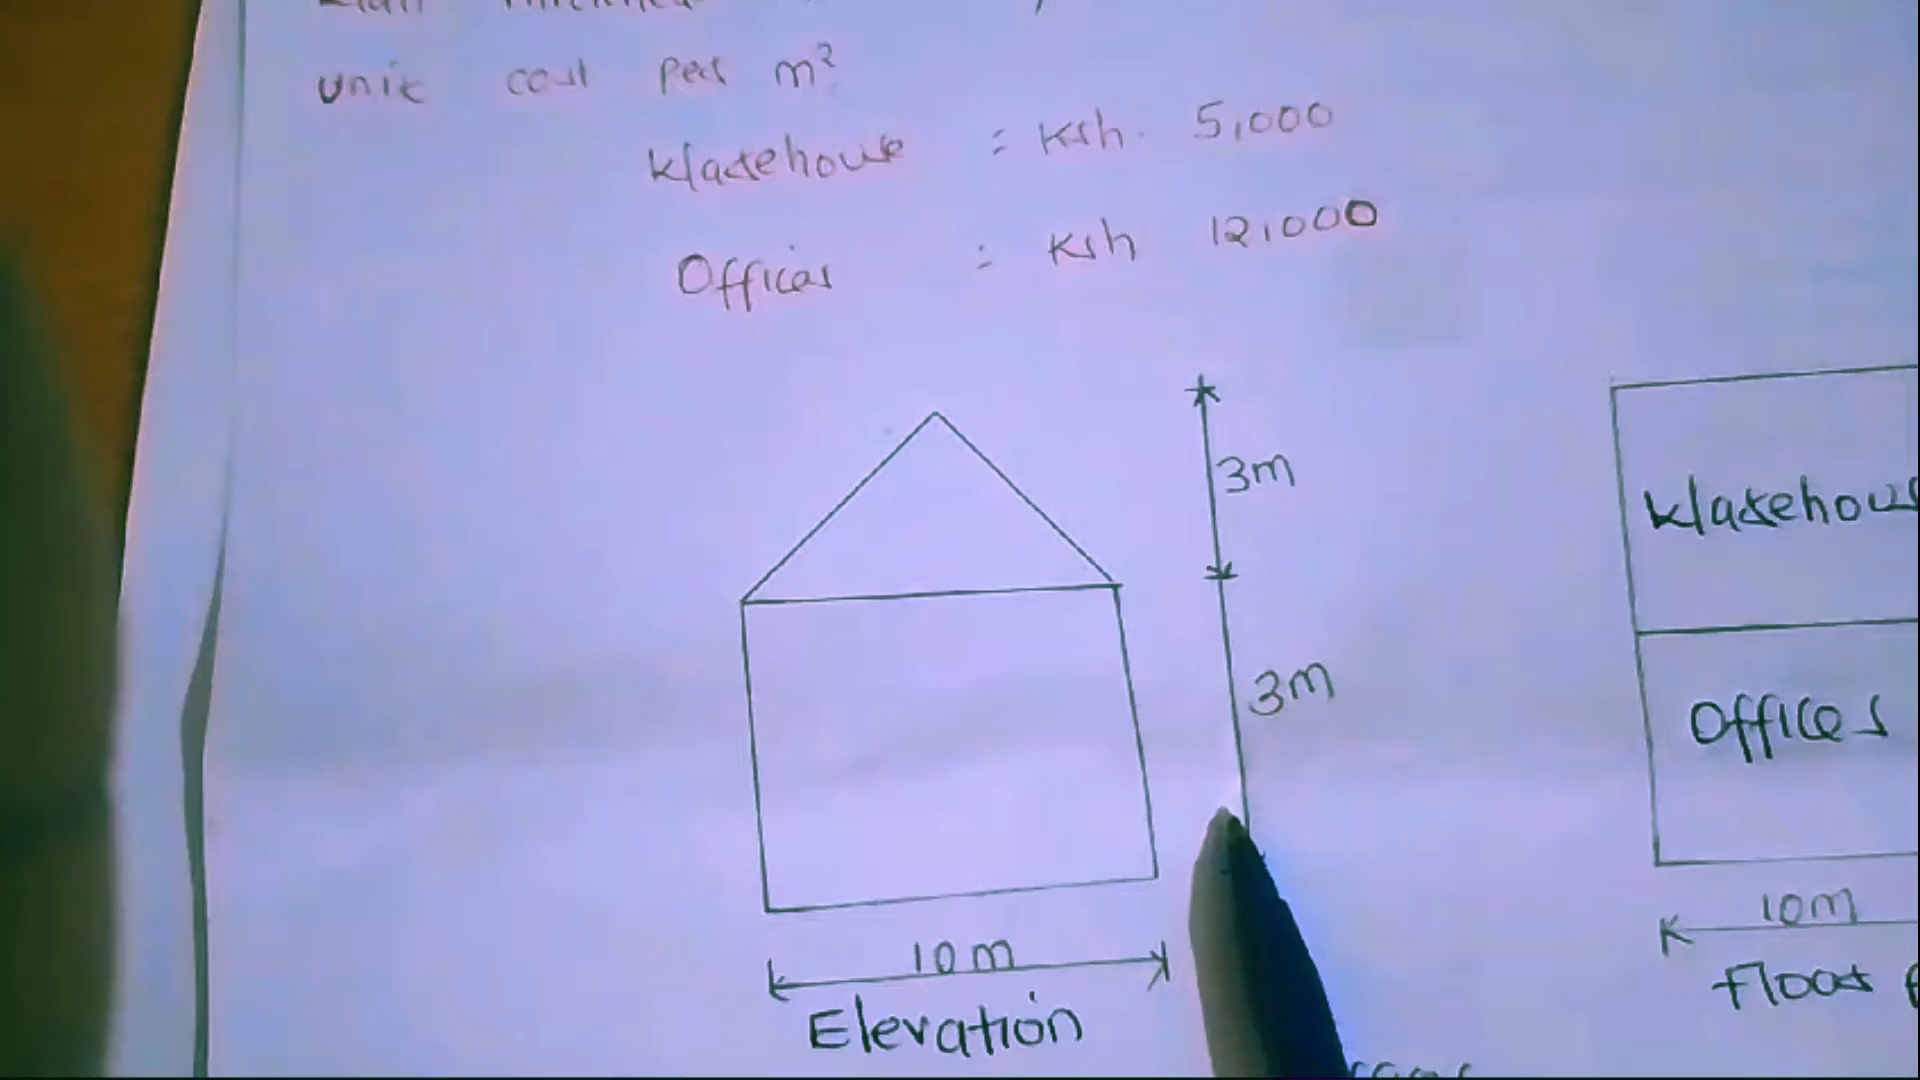 unit cost per m²
Warehouse : Ksh. 5,000
Offices : Ksh 12,000
3m
3m
10m
Elevation
Warehous
Offices
10m
Floor